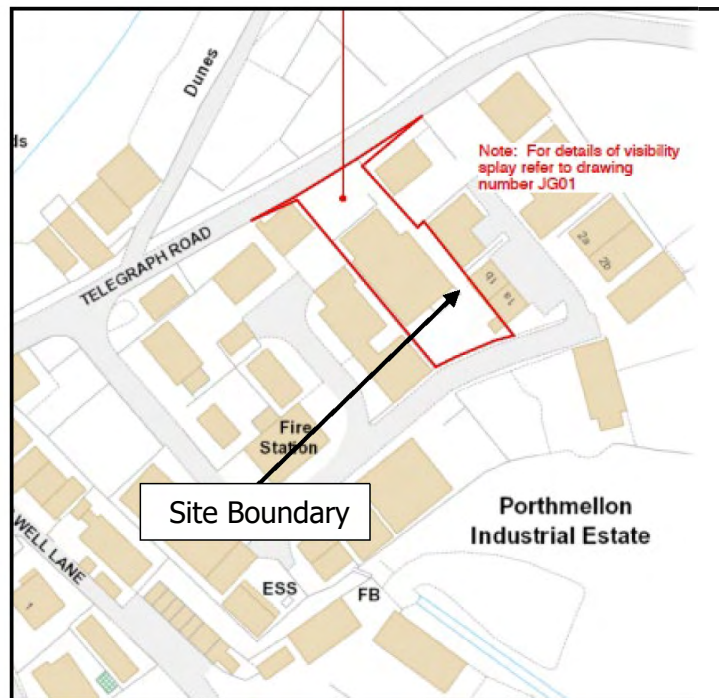 Dunes
ds
Note: For details of visibility
splay refer to drawing
number JG01
TELEGRAPH ROAD
2a
2b
1b
1a
Fire
Station
Site Boundary
Porthmellon
Industrial Estate
WELL LANE
ESS
FB
1